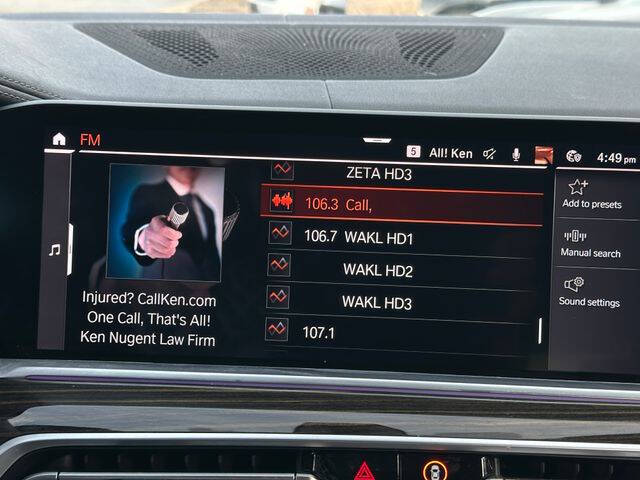 FM
5 All! Ken 4:49 PM
ZETA HD3
106.3 Call,
106.7 WAKL HD1
WAKL HD2
WAKL HD3
107.1
Injured? CallKen.com
One Call, That's All!
Ken Nugent Law Firm
Add to presets
Manual search
Sound settings